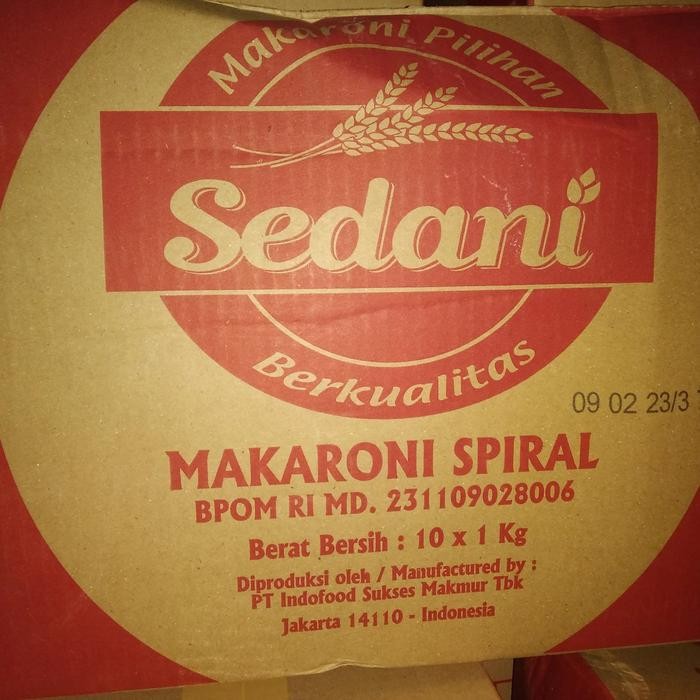 Makaroni Pilihan
Sedani
Berkualitas
09 02 23/3
MAKARONI SPIRAL
BPOM RI MD. 231109028006
Berat Bersih : 10 x 1 Kg
Diproduksi oleh / Manufactured by :
PT Indofood Sukses Makmur Tbk
Jakarta 14110 - Indonesia